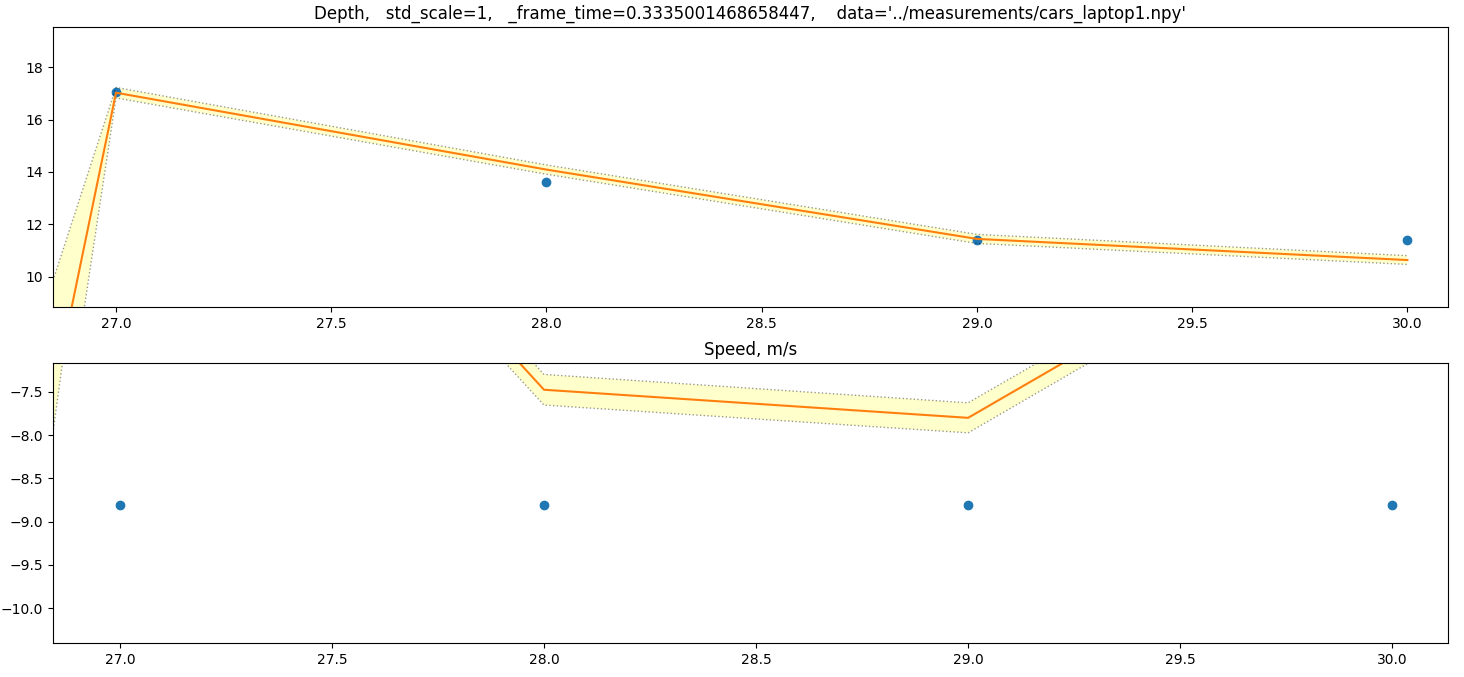 Depth, std_scale=1, _frame_time=0.3335001468658447, data='../measurements/cars_laptop1.npy'
18
16
14
12
10
27.0 27.5 28.0 28.5 29.0 29.5 30.0
Speed, m/s
−7.5
−8.0
−8.5
−9.0
−9.5
−10.0
27.0 27.5 28.0 28.5 29.0 29.5 30.0